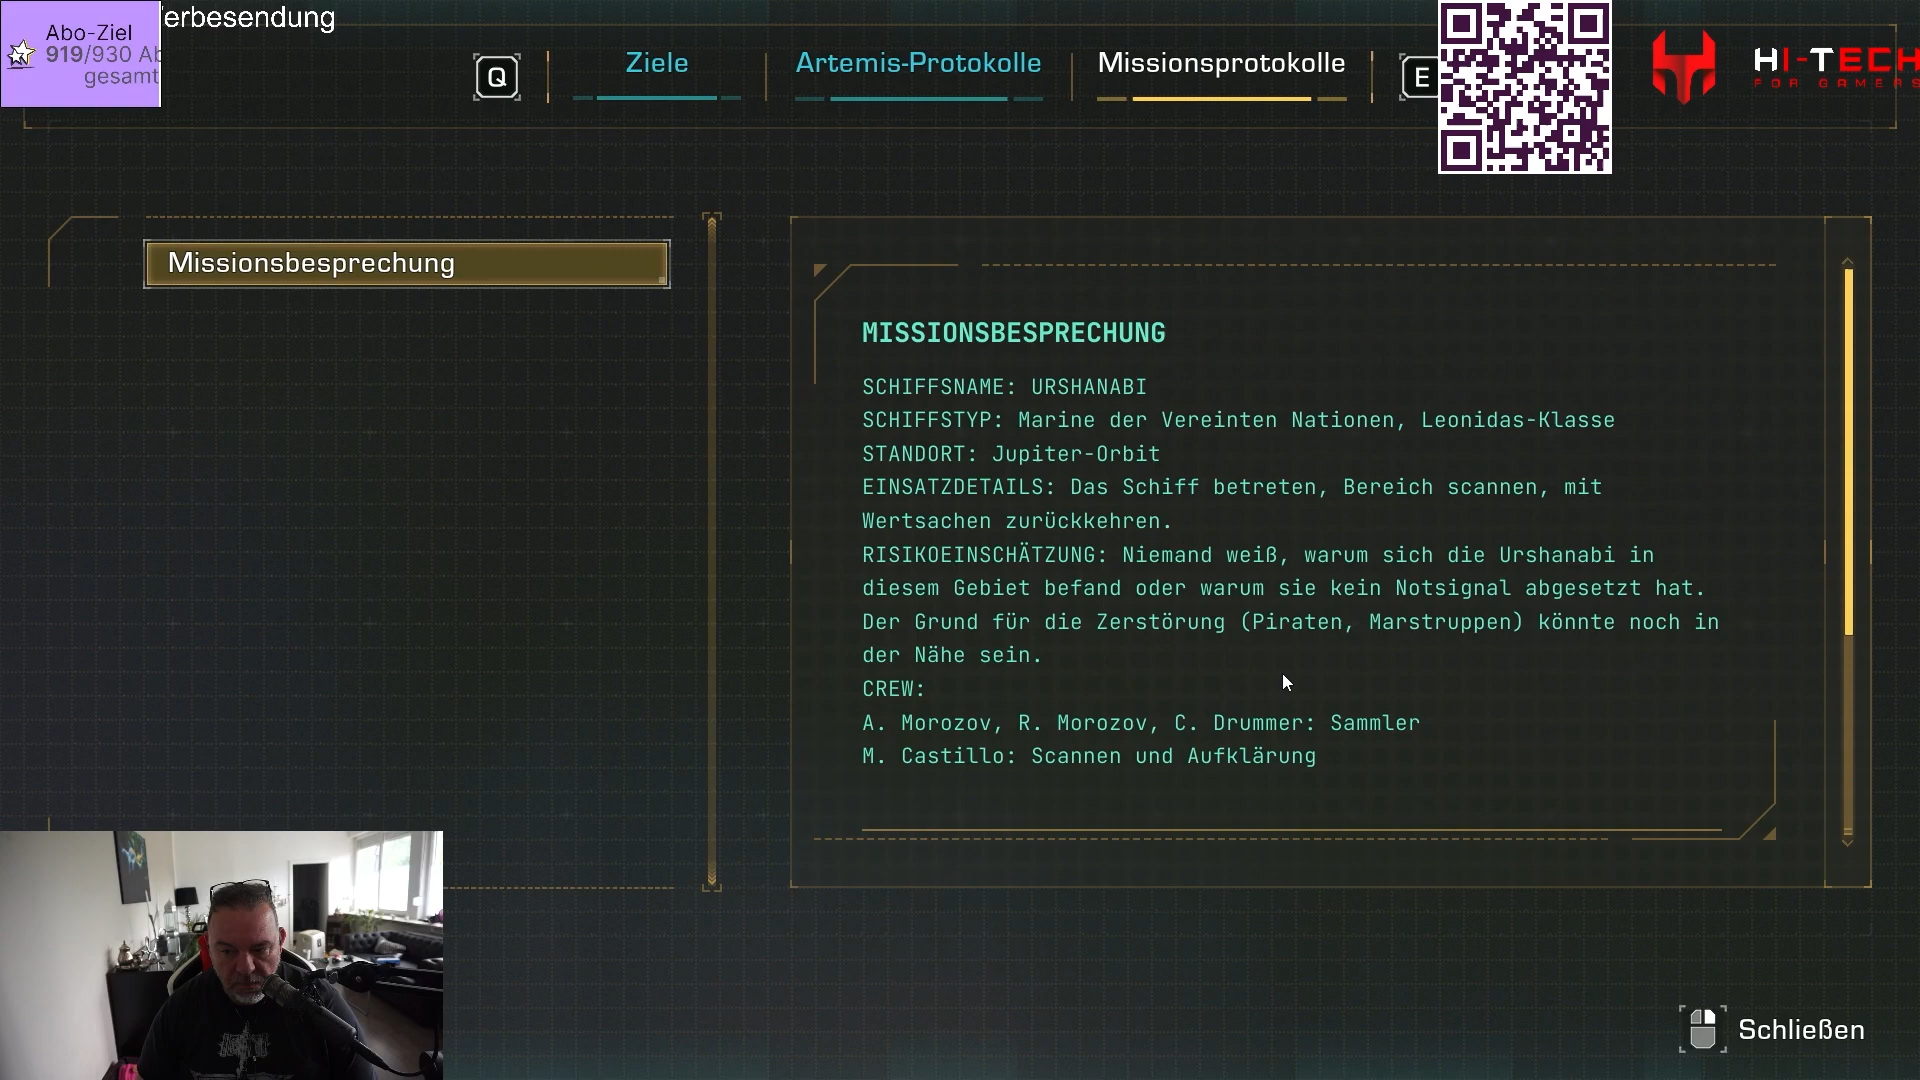 erbesendung
Abo-Ziel
919/930 Ab
gesamt
Q
Ziele
Artemis-Protokolle
Missionsprotokolle
E
HI-TECH
FOR GAMERS
Missionsbesprechung
MISSIONSBESPRECHUNG
SCHIFFSNAME: URSHANABI
SCHIFFSTYP: Marine der Vereinten Nationen, Leonidas-Klasse
STANDORT: Jupiter-Orbit
EINSATZDETAILS: Das Schiff betreten, Bereich scannen, mit
Wertsachen zurückkehren.
RISIKOEINSCHÄTZUNG: Niemand weiß, warum sich die Urshanabi in
diesem Gebiet befand oder warum sie kein Notsignal abgesetzt hat.
Der Grund für die Zerstörung (Piraten, Marstruppen) könnte noch in
der Nähe sein.
CREW:
A. Morozov, R. Morozov, C. Drummer: Sammler
M. Castillo: Scannen und Aufklärung
Schließen